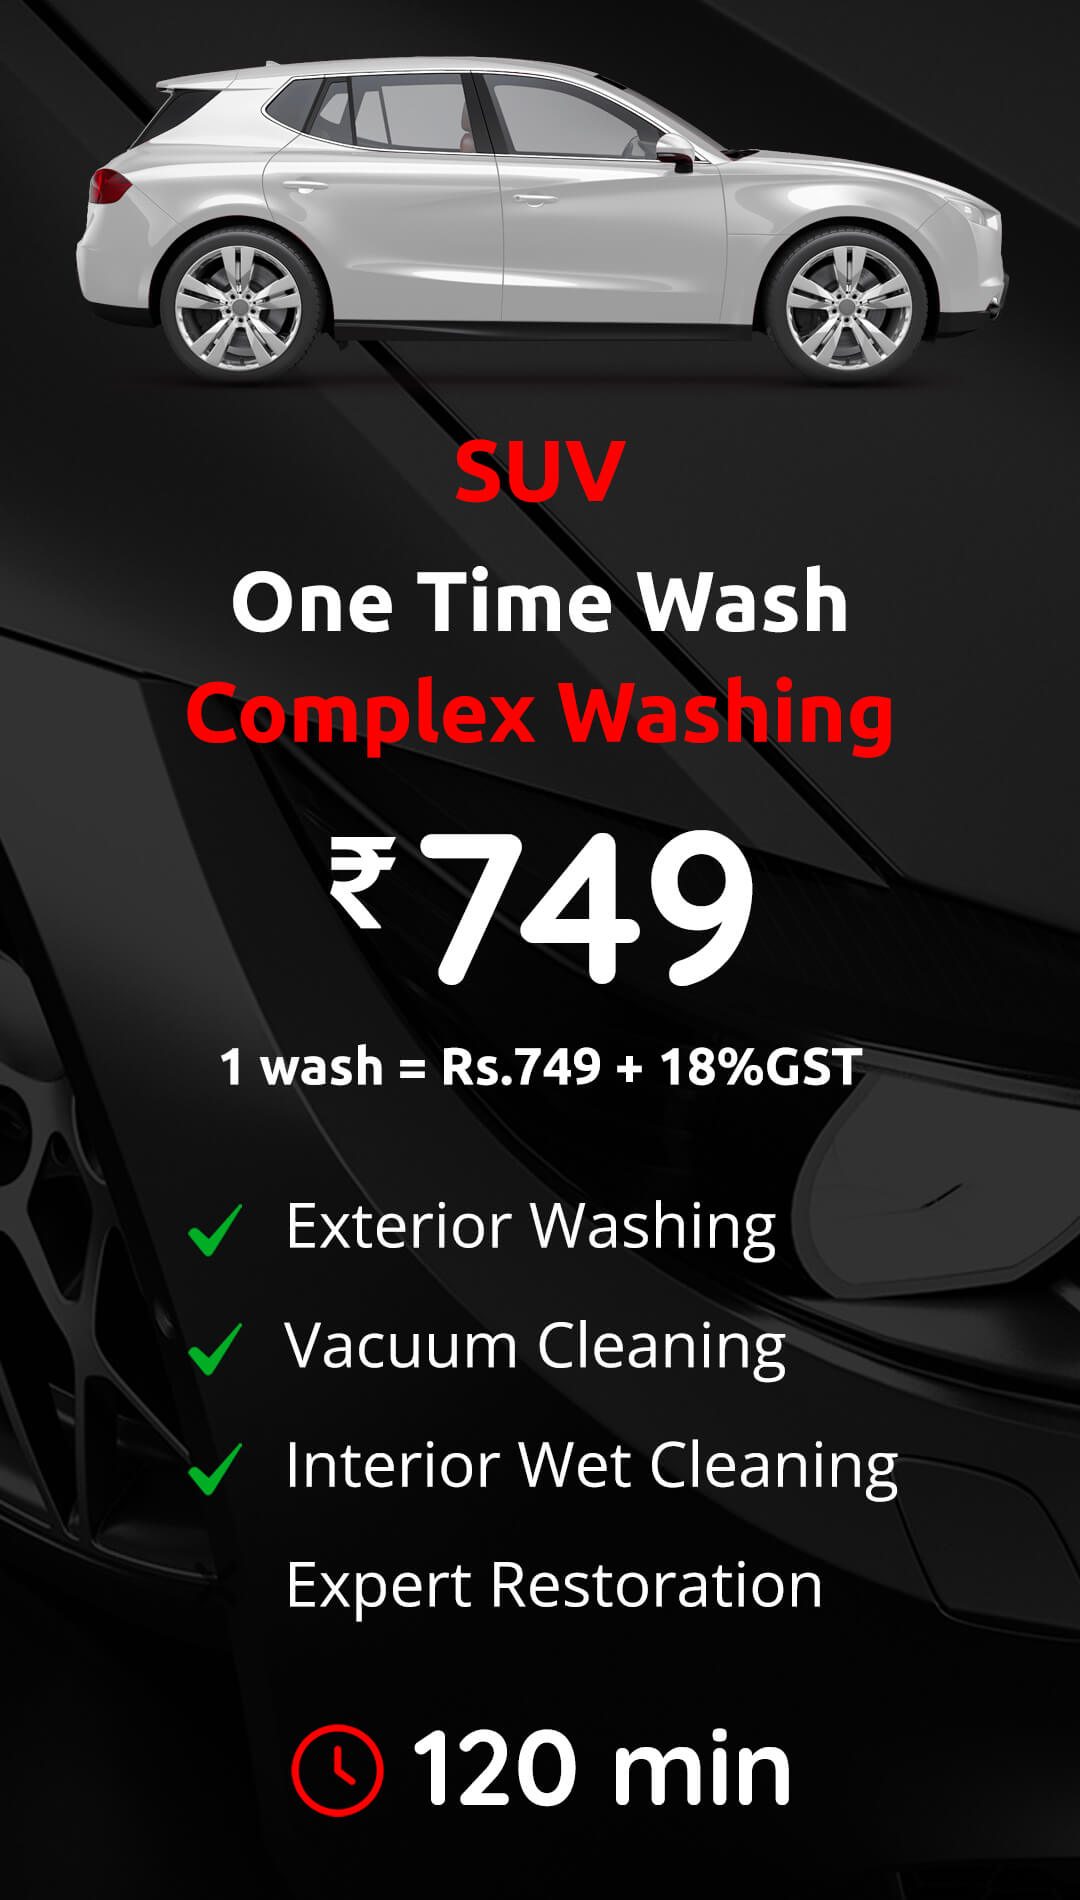 SUV
One Time Wash
Complex Washing
₹ 749
1 wash = Rs.749 + 18%GST
Exterior Washing
Vacuum Cleaning
Interior Wet Cleaning
Expert Restoration
120 min